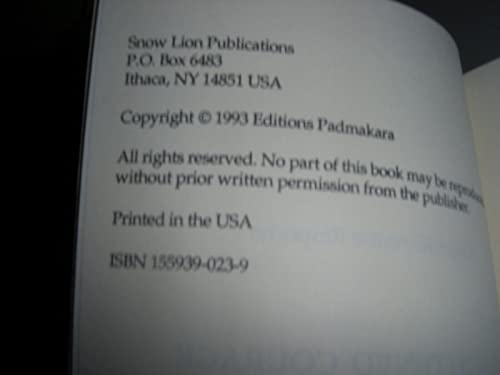 Snow Lion Publications
P.O. Box 6483
Ithaca, NY 14851 USA
Copyright © 1993 Editions Padmakara
All rights reserved. No part of this book may be reproduced
without prior written permission from the publisher.
Printed in the USA
ISBN 155939-023-9